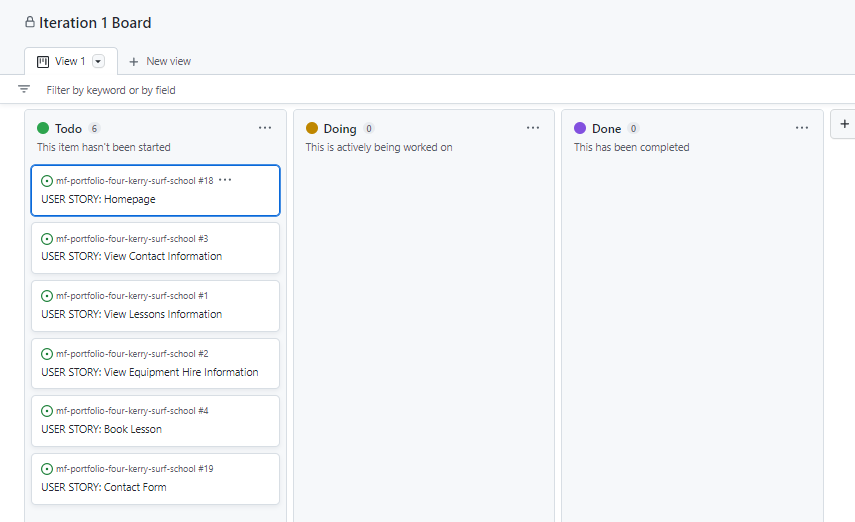 Iteration 1 Board
View 1
New view
Filter by keyword or by field
Todo 6
This item hasn't been started
mf-portfolio-four-kerry-surf-school #18
USER STORY: Homepage
mf-portfolio-four-kerry-surf-school #3
USER STORY: View Contact Information
mf-portfolio-four-kerry-surf-school #1
USER STORY: View Lessons Information
mf-portfolio-four-kerry-surf-school #2
USER STORY: View Equipment Hire Information
mf-portfolio-four-kerry-surf-school #4
USER STORY: Book Lesson
mf-portfolio-four-kerry-surf-school #19
USER STORY: Contact Form
Doing 0
This is actively being worked on
Done 0
This has been completed